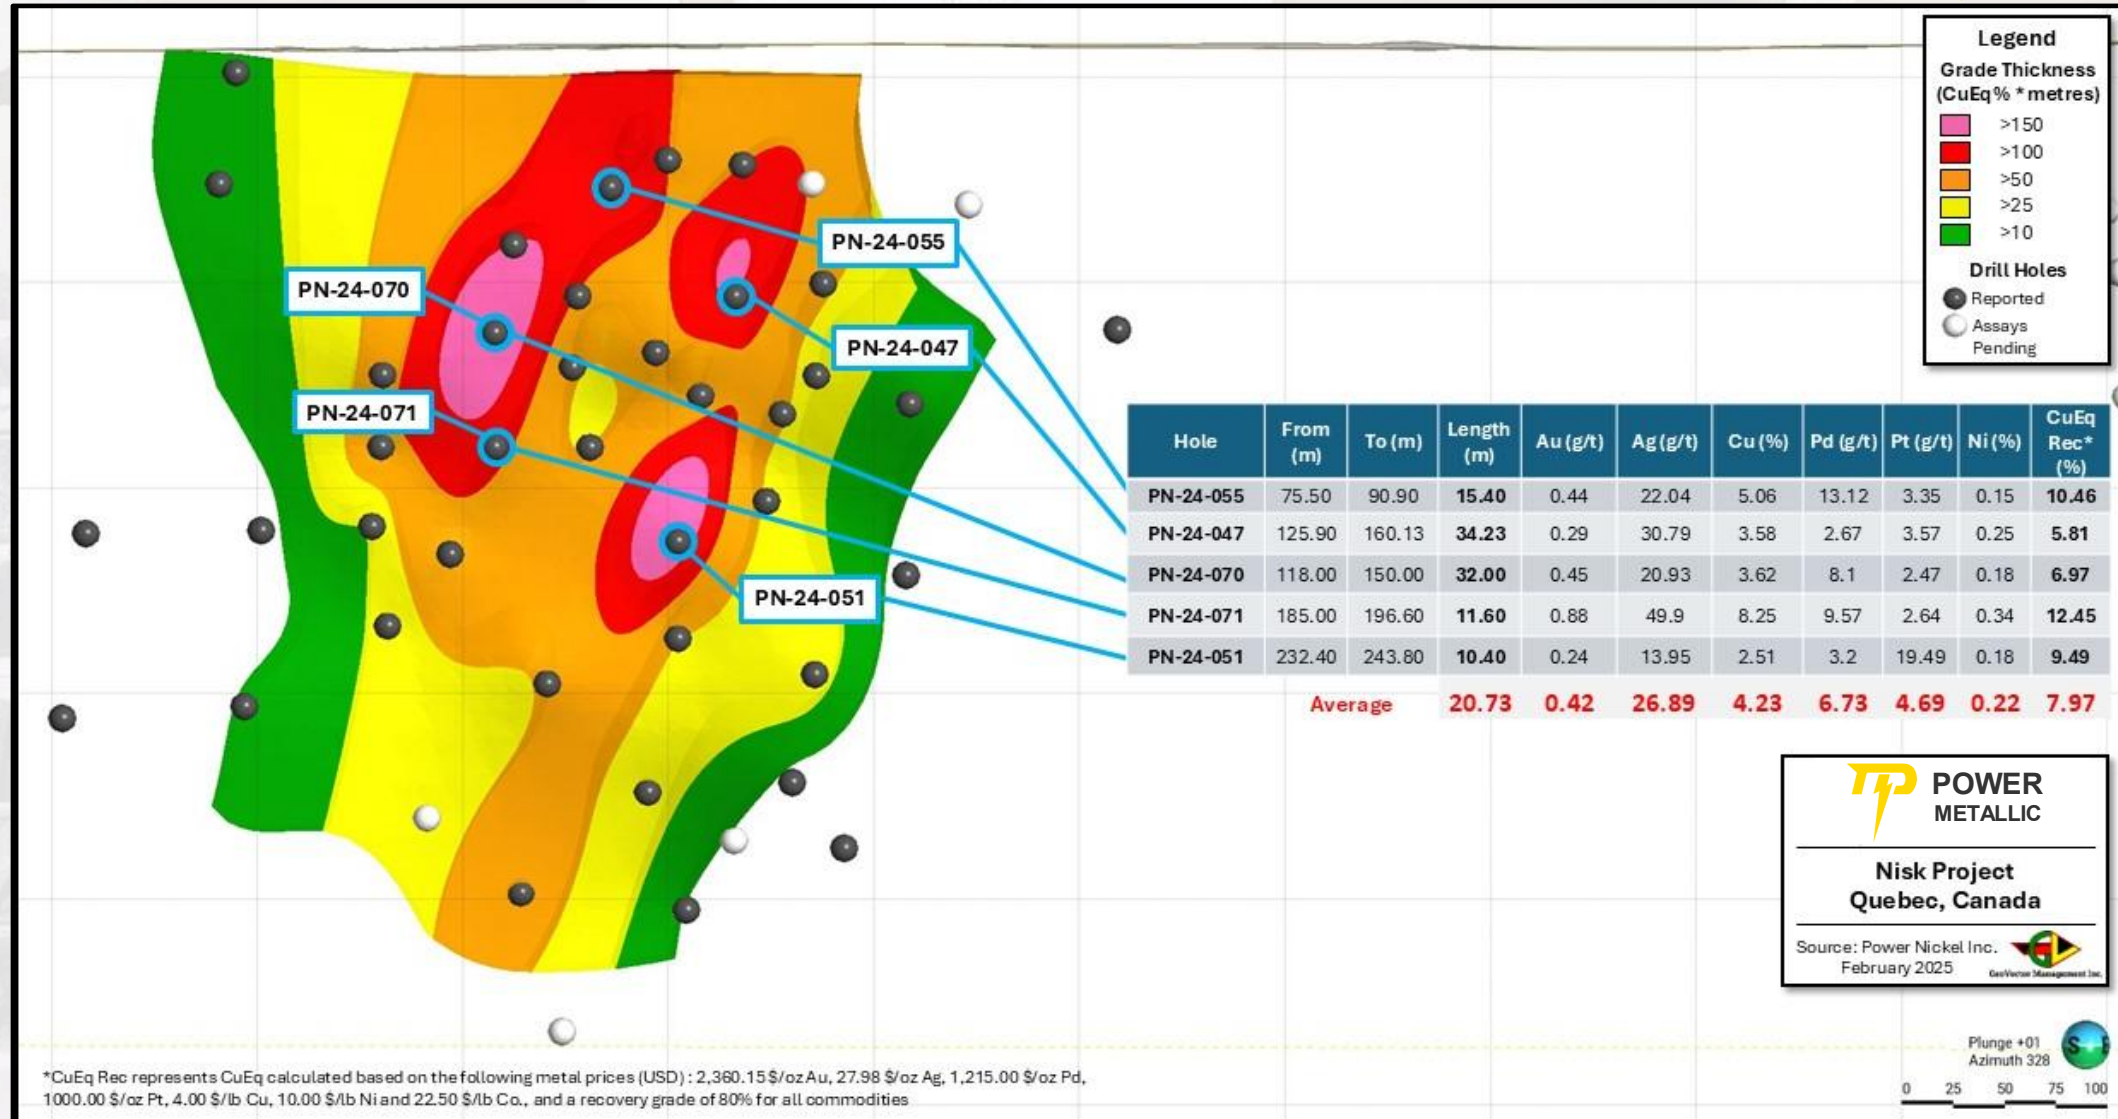 Legend
Grade Thickness
(CuEq% * metres)
>150
>100
>50
>25
>10
Drill Holes
Reported
Assays
Pending
PN-24-055
PN-24-070
PN-24-047
PN-24-071
PN-24-051
Hole From (m) To (m) Length (m) Au (g/t) Ag (g/t) Cu (%) Pd (g/t) Pt (g/t) Ni (%) CuEq Rec* (%)
PN-24-055 75.50 90.90 15.40 0.44 22.04 5.06 13.12 3.35 0.15 10.46
PN-24-047 125.90 160.13 34.23 0.29 30.79 3.58 2.67 3.57 0.25 5.81
PN-24-070 118.00 150.00 32.00 0.45 20.93 3.62 8.1 2.47 0.18 6.97
PN-24-071 185.00 196.60 11.60 0.88 49.9 8.25 9.57 2.64 0.34 12.45
PN-24-051 232.40 243.80 10.40 0.24 13.95 2.51 3.2 19.49 0.18 9.49
Average 20.73 0.42 26.89 4.23 6.73 4.69 0.22 7.97
POWER
METALLIC
Nisk Project
Quebec, Canada
Source: Power Nickel Inc.
February 2025
GeoVector Management Inc.
Plunge +01
Azimuth 328
S E
0 25 50 75 100
*CuEq Rec represents CuEq calculated based on the following metal prices (USD) : 2,360.15 $/oz Au, 27.98 $/oz Ag, 1,215.00 $/oz Pd,
1000.00 $/oz Pt, 4.00 $/lb Cu, 10.00 $/lb Ni and 22.50 $/lb Co., and a recovery grade of 80% for all commodities